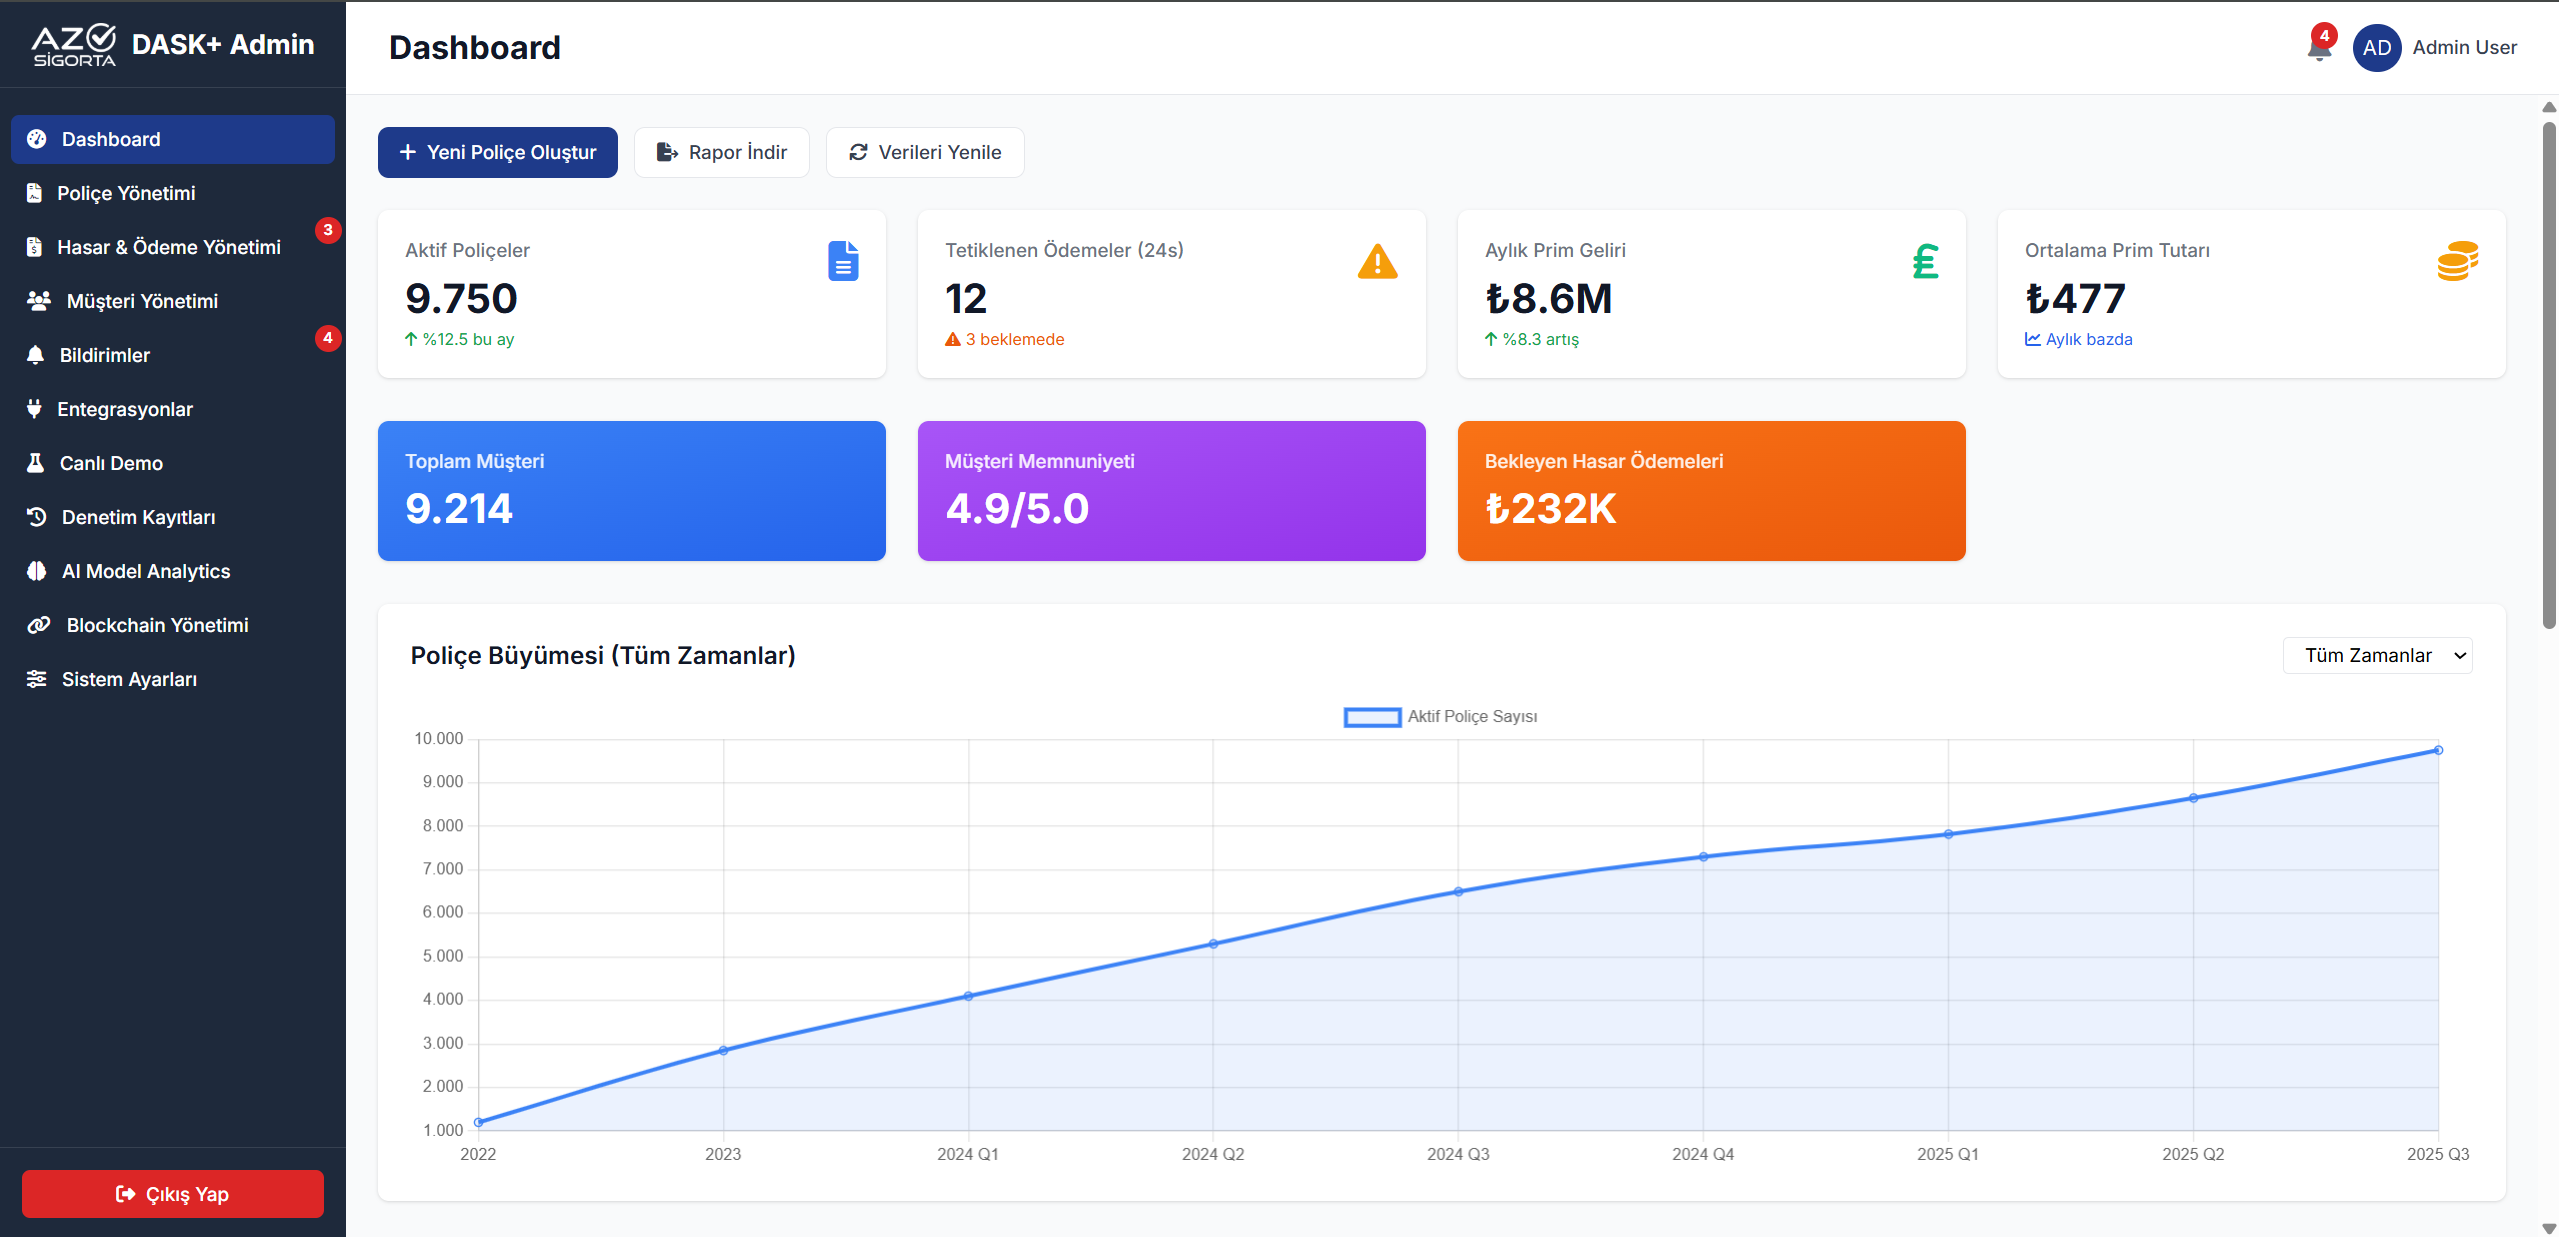 AZO
SİGORTA
DASK+ Admin
Dashboard
Poliçe Yönetimi
3
Hasar & Ödeme Yönetimi
Müşteri Yönetimi
4
Bildirimler
Entegrasyonlar
Canlı Demo
Denetim Kayıtları
AI Model Analytics
Blockchain Yönetimi
Sistem Ayarları
Çıkış Yap
Dashboard
4
AD
Admin User
Yeni Poliçe Oluştur
Rapor İndir
Verileri Yenile
Aktif Poliçeler
9.750
%12.5 bu ay
Tetiklenen Ödemeler (24s)
12
3 beklemede
Aylık Prim Geliri
₺8.6M
%8.3 artış
Ortalama Prim Tutarı
₺477
Aylık bazda
Toplam Müşteri
9.214
Müşteri Memnuniyeti
4.9/5.0
Bekleyen Hasar Ödemeleri
₺232K
Poliçe Büyümesi (Tüm Zamanlar)
Tüm Zamanlar
Aktif Poliçe Sayısı
10.000
9.000
8.000
7.000
6.000
5.000
4.000
3.000
2.000
1.000
2022 2023 2024 Q1 2024 Q2 2024 Q3 2024 Q4 2025 Q1 2025 Q2 2025 Q3